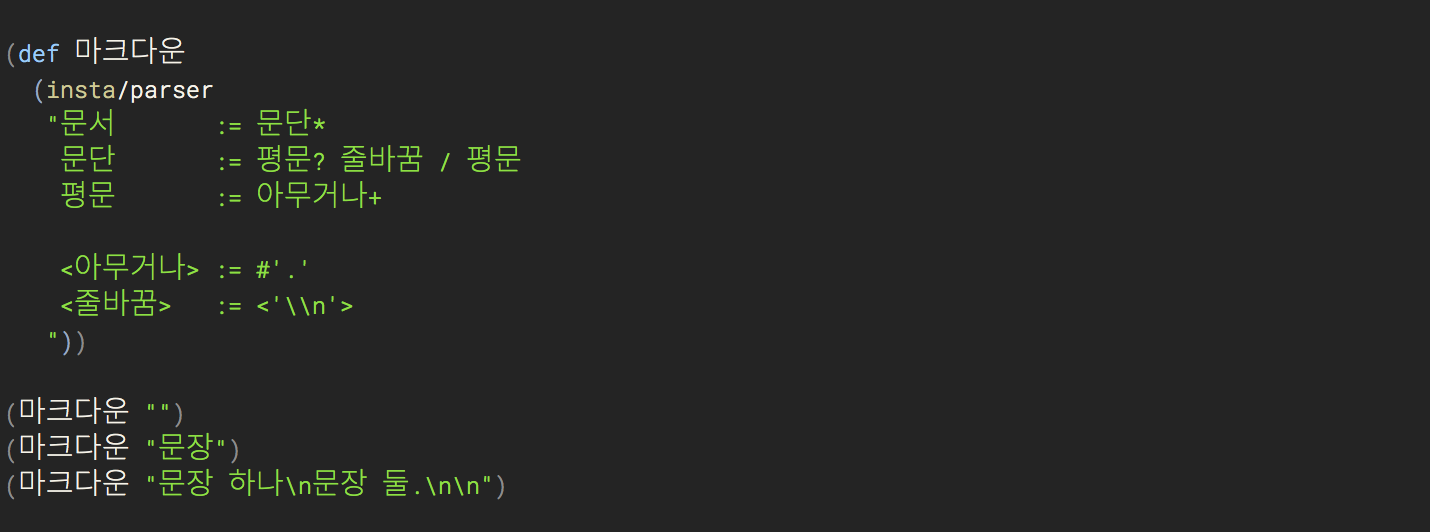 (def 마크다운
  (insta/parser
   "문서       := 문단*
    문단       := 평문? 줄바꿈 / 평문
    평문       := 아무거나+

    <아무거나> := #'.'
    <줄바꿈>   := <'\\n'>
   "))

(마크다운 "")
(마크다운 "문장")
(마크다운 "문장 하나\n문장 둘.\n\n")